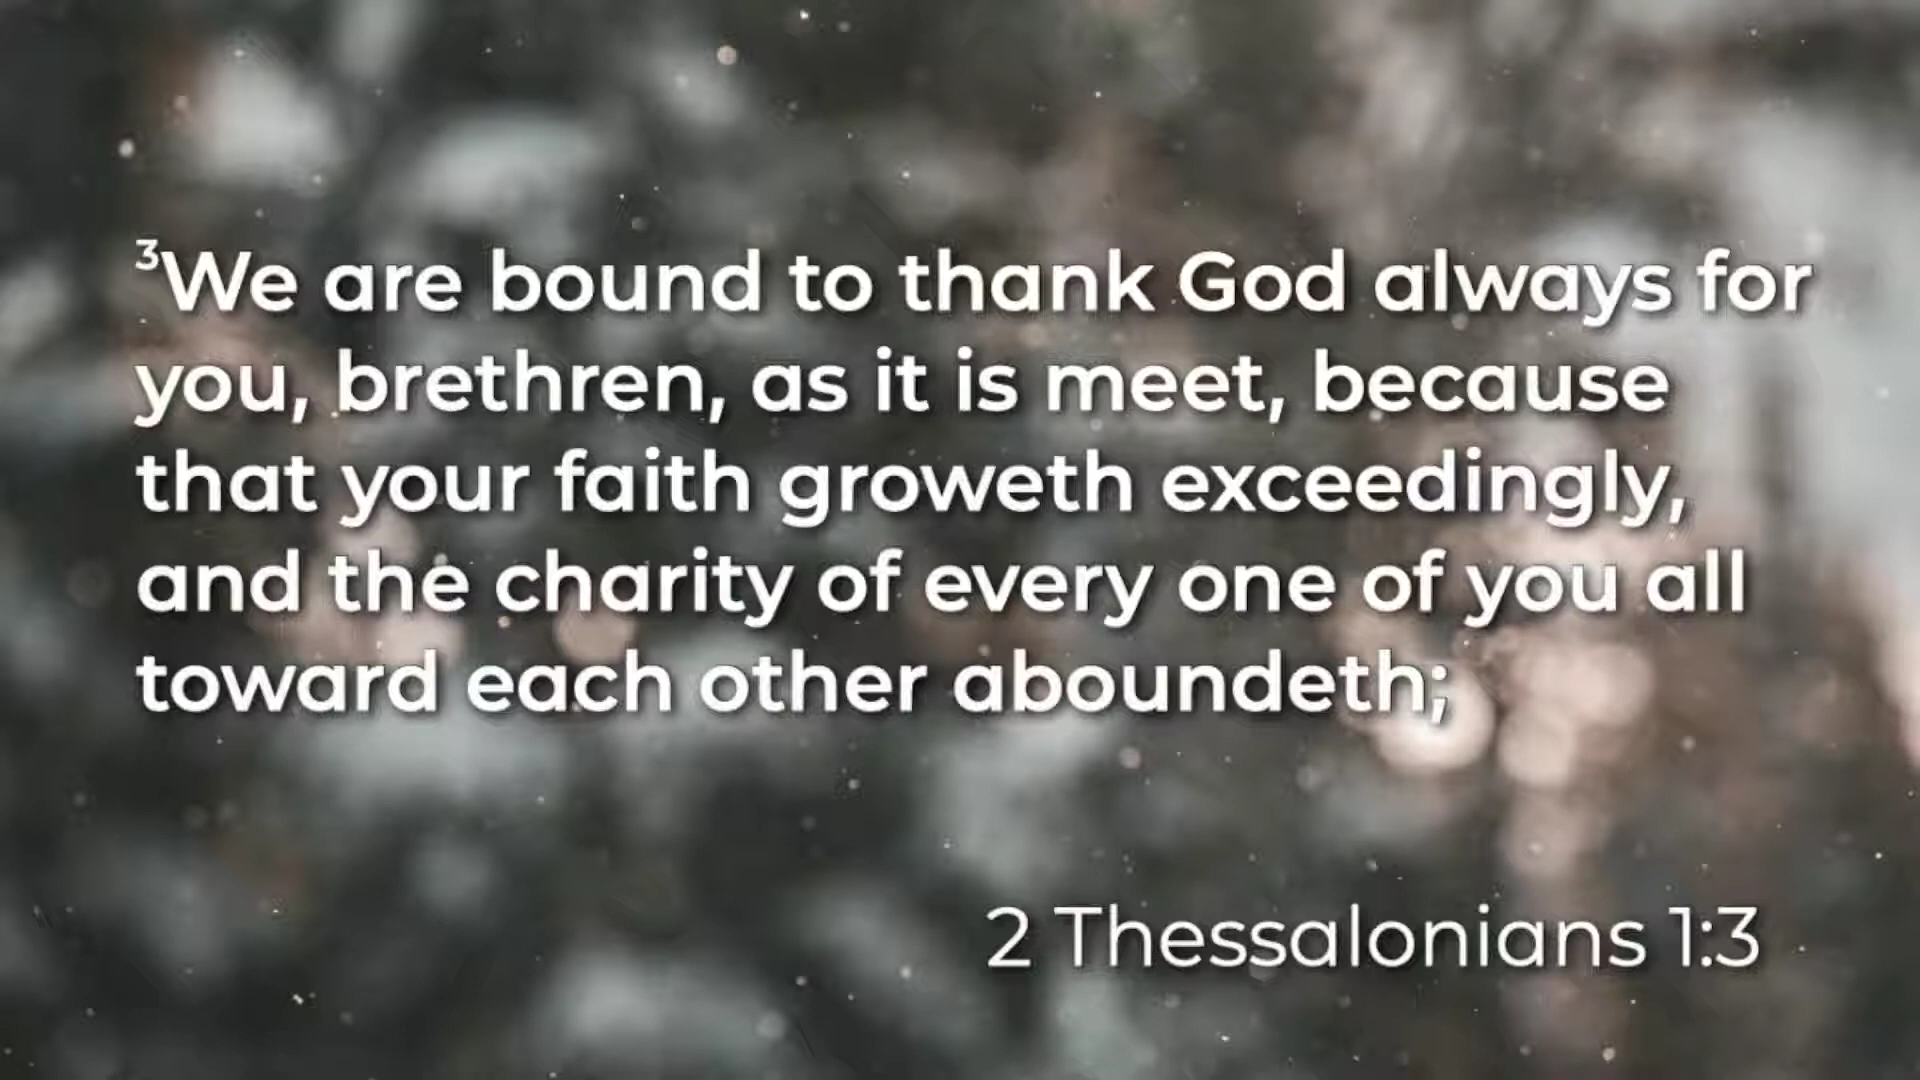 ³We are bound to thank God always for
you, brethren, as it is meet, because
that your faith groweth exceedingly,
and the charity of every one of you all
toward each other aboundeth;
2 Thessalonians 1:3